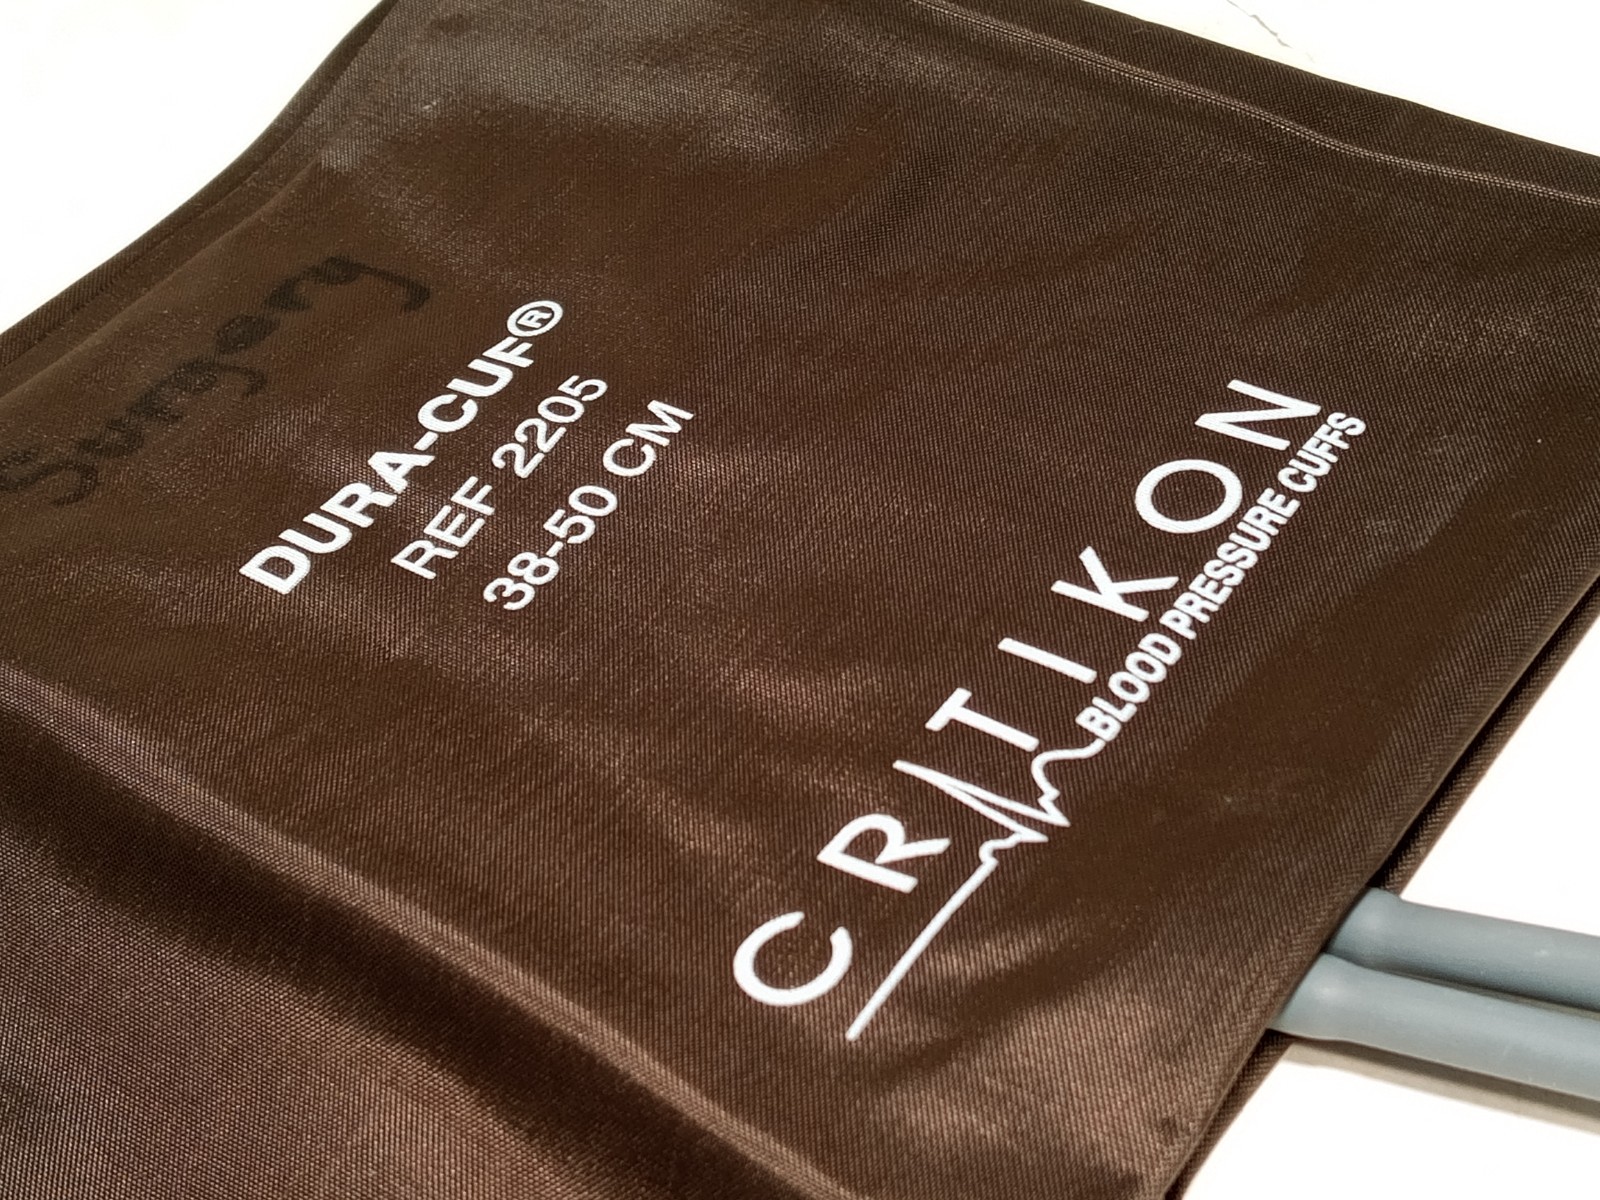 Surgery
DURA-CUF®
REF 2205
38-50 CM
CRITIKON
BLOOD PRESSURE CUFFS